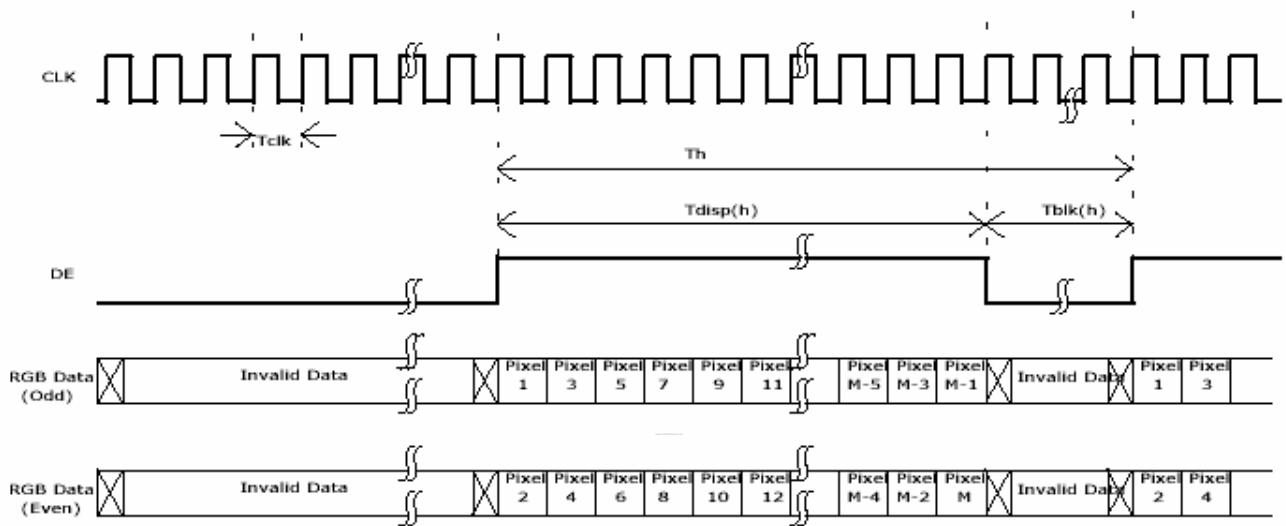 CLK
Tclk
Th
Tdisp(h)
Tblk(h)
DE
RGB Data
(Odd)
Invalid Data
Pixel
1
Pixel
3
Pixel
5
Pixel
7
Pixel
9
Pixel
11
Pixel
M-5
Pixel
M-3
Pixel
M-1
Invalid Data
Pixel
1
Pixel
3
RGB Data
(Even)
Invalid Data
Pixel
2
Pixel
4
Pixel
6
Pixel
8
Pixel
10
Pixel
12
Pixel
M-4
Pixel
M-2
Pixel
M
Invalid Data
Pixel
2
Pixel
4